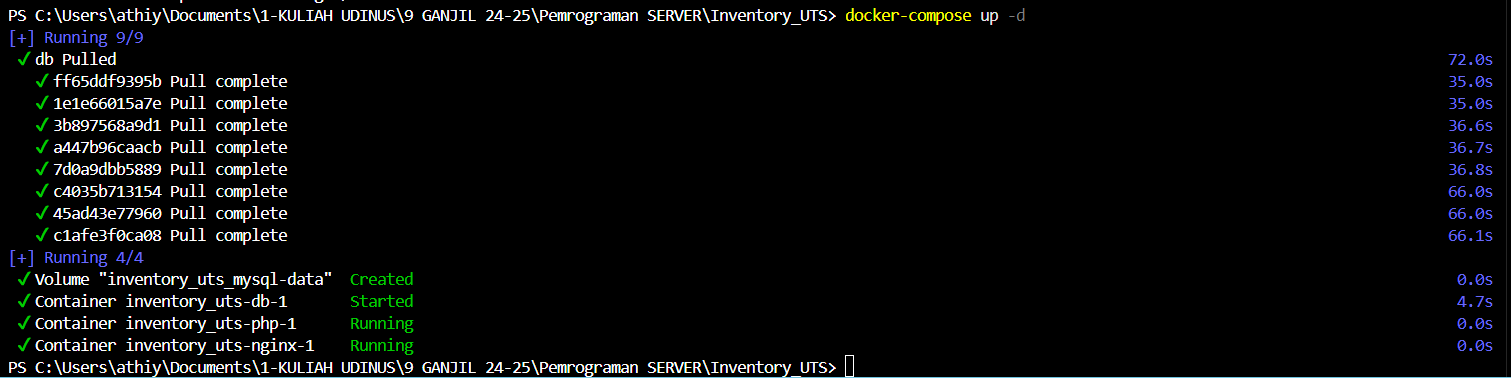 PS C:\Users\athiy\Documents\1-KULIAH UDINUS\9 GANJIL 24-25\Pemrograman SERVER\Inventory_UTS> docker-compose up -d
[+] Running 9/9
✔ db Pulled 72.0s
✔ ff65ddf9395b Pull complete 35.0s
✔ 1e1e66015a7e Pull complete 35.0s
✔ 3b897568a9d1 Pull complete 36.6s
✔ a447b96caacb Pull complete 36.7s
✔ 7d0a9dbb5889 Pull complete 36.8s
✔ c4035b713154 Pull complete 66.0s
✔ 45ad43e77960 Pull complete 66.0s
✔ c1afe3f0ca08 Pull complete 66.1s
[+] Running 4/4
✔ Volume "inventory_uts_mysql-data" Created 0.0s
✔ Container inventory_uts-db-1 Started 4.7s
✔ Container inventory_uts-php-1 Running 0.0s
✔ Container inventory_uts-nginx-1 Running 0.0s
PS C:\Users\athiy\Documents\1-KULIAH UDINUS\9 GANJIL 24-25\Pemrograman SERVER\Inventory_UTS>